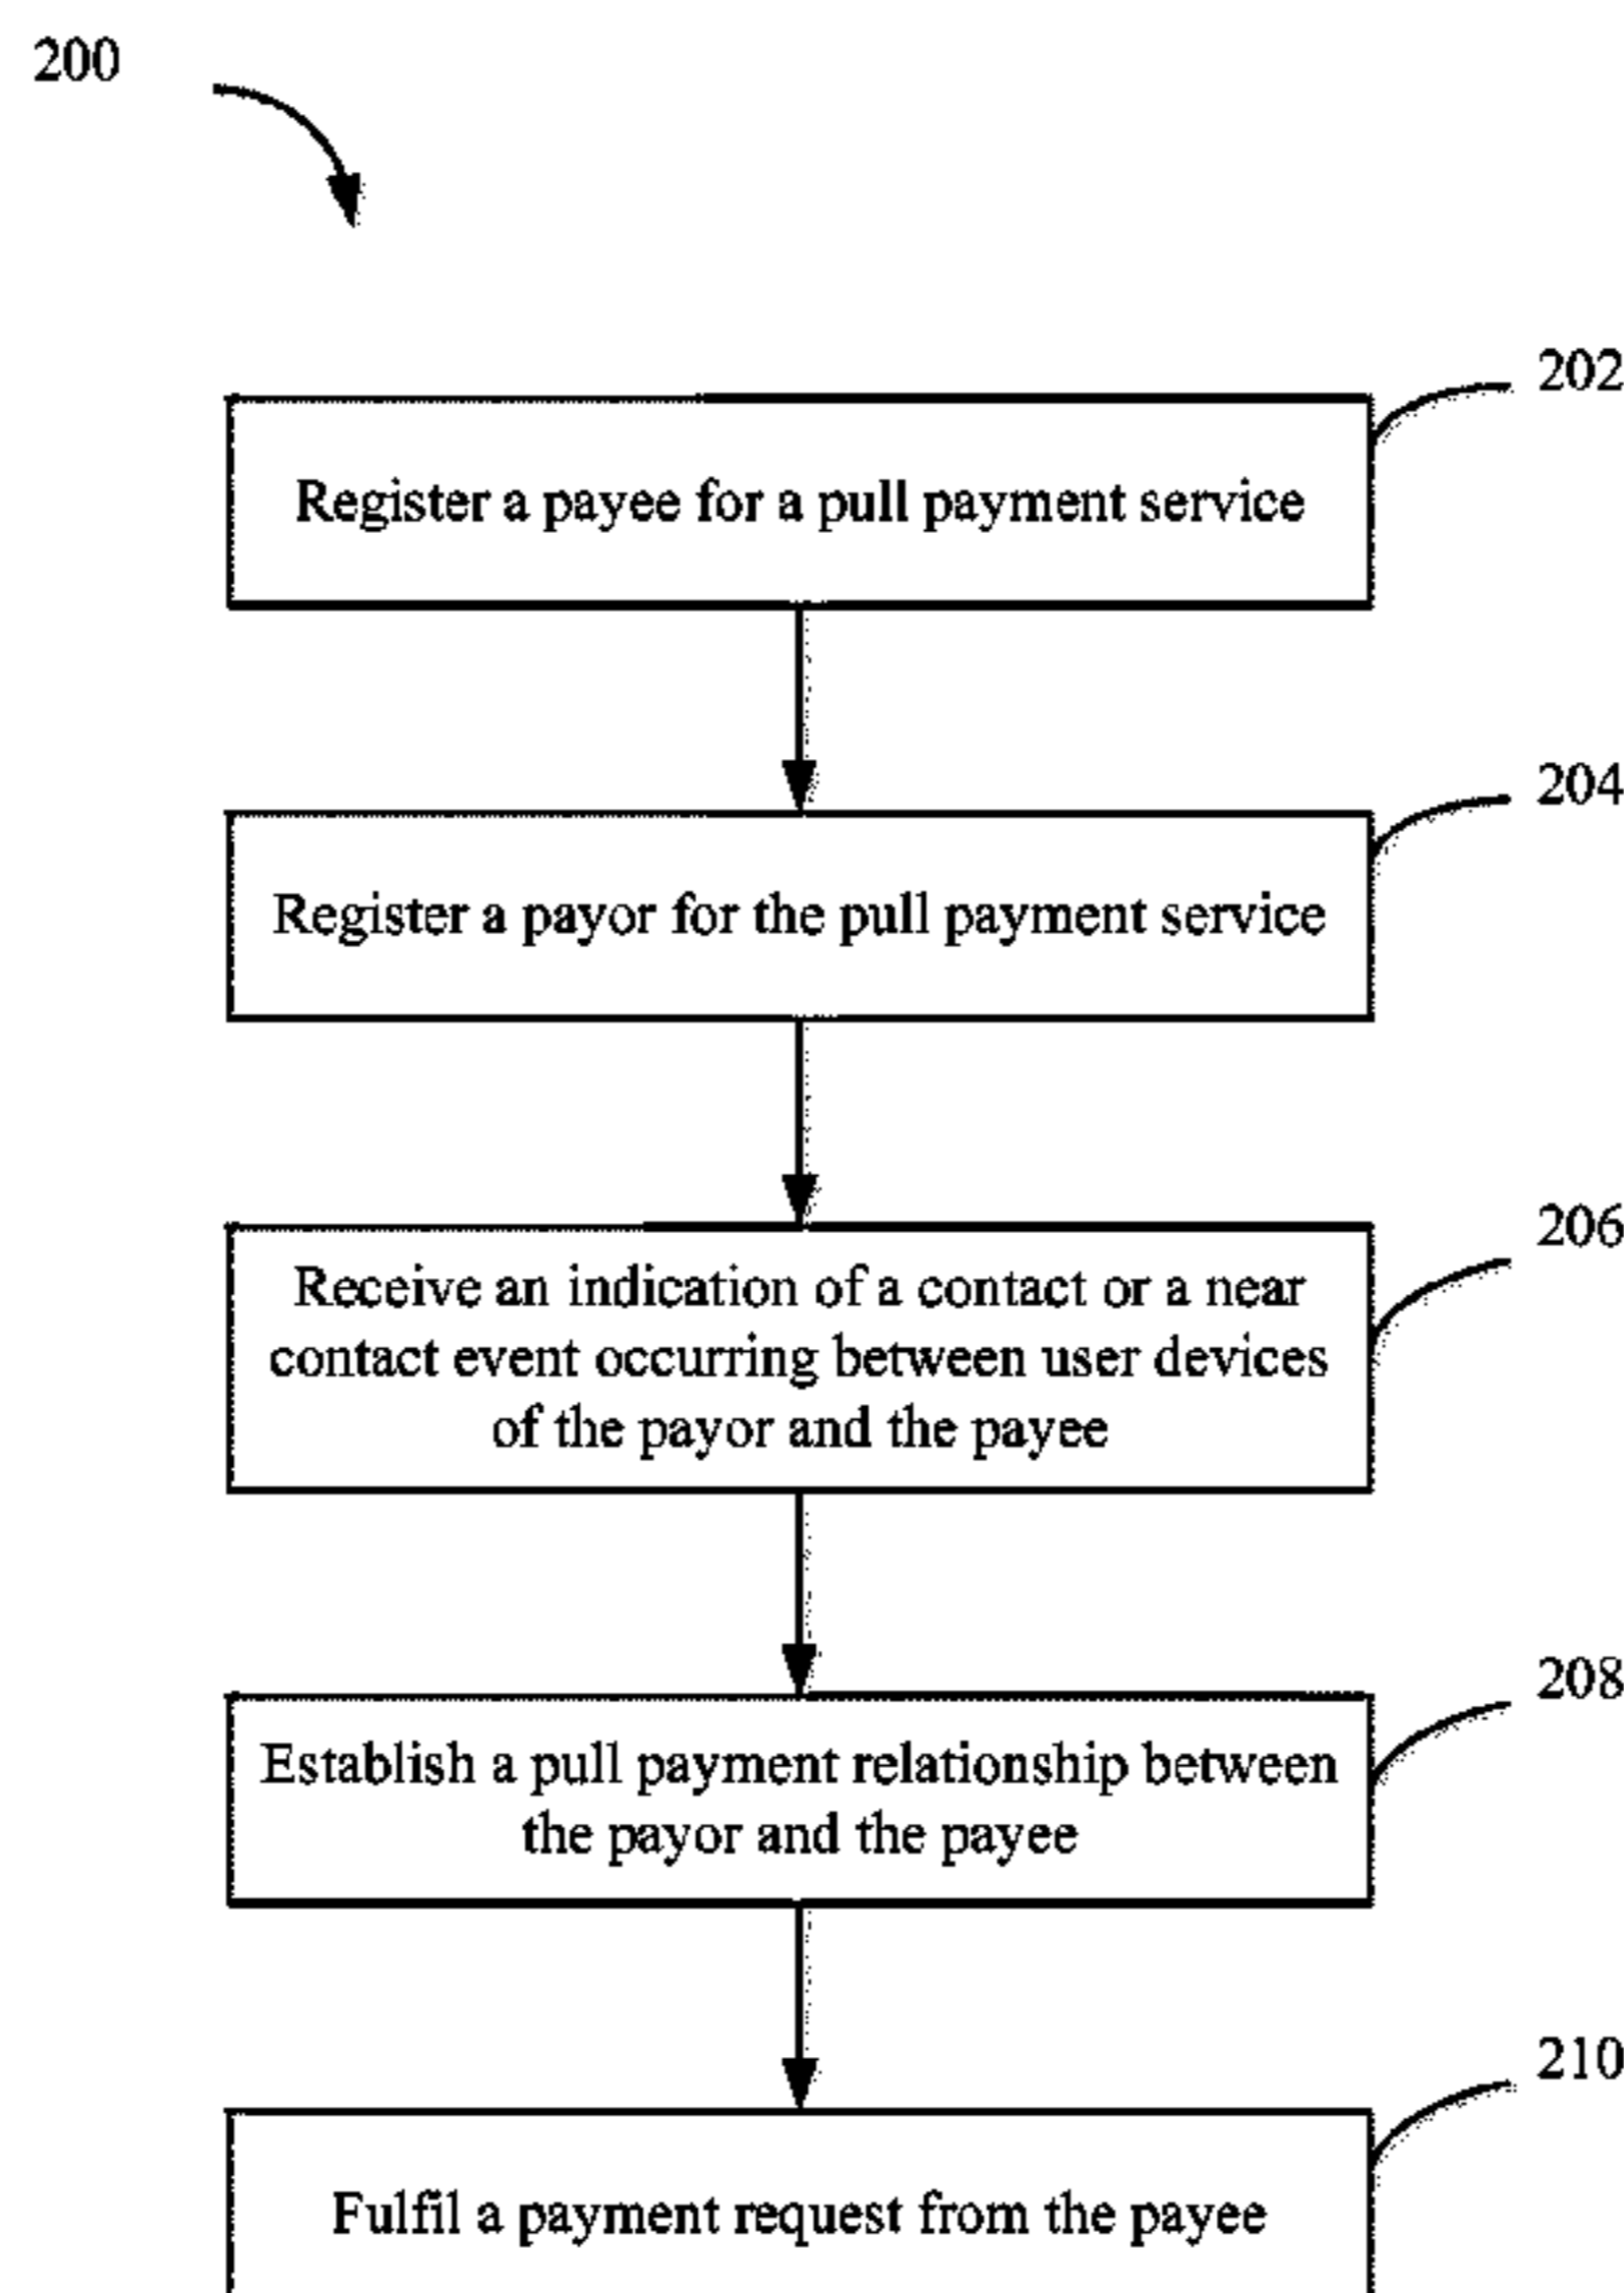 200
202
Register a payee for a pull payment service
204
Register a payor for the pull payment service
206
Receive an indication of a contact or a near
contact event occurring between user devices
of the payor and the payee
208
Establish a pull payment relationship between
the payor and the payee
210
Fulfil a payment request from the payee